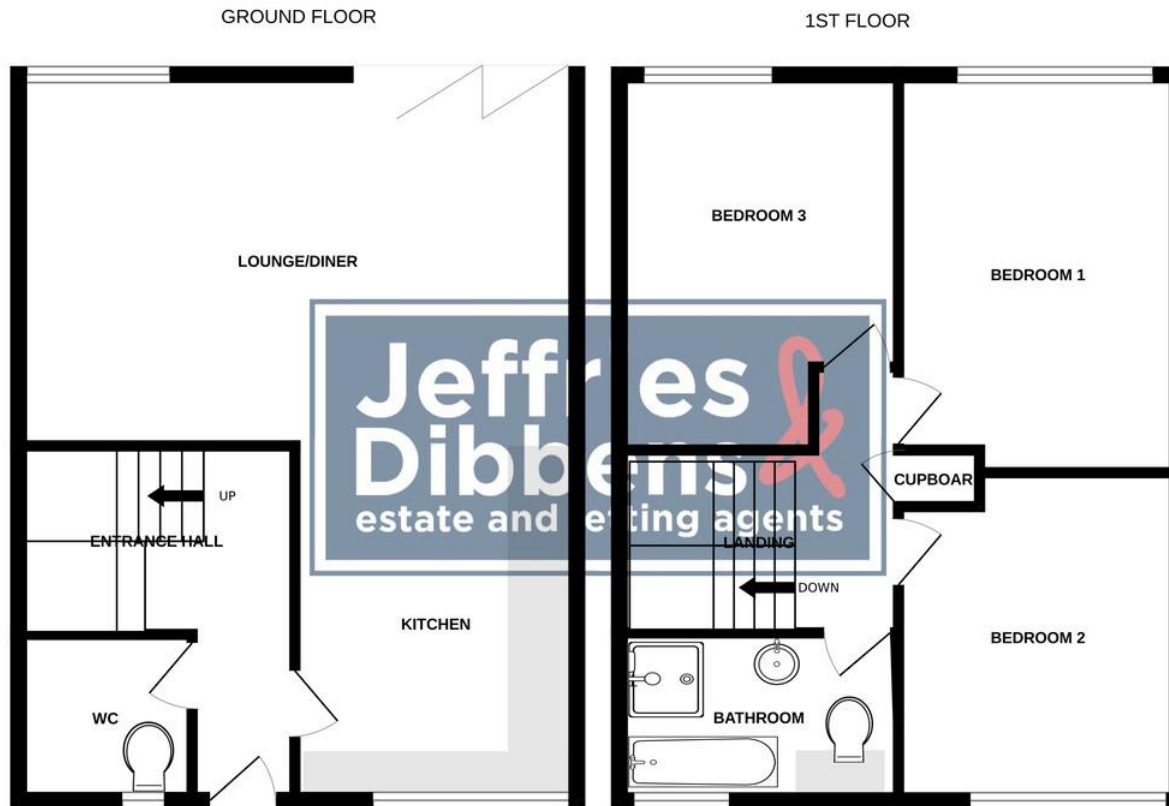 GROUND FLOOR
1ST FLOOR
BEDROOM 3
LOUNGE/DINER
BEDROOM 1
Jeffries
Dibbens &
estate and letting agents
CUPBOAR
UP
ENTRANCE HALL
LANDING
DOWN
KITCHEN
BEDROOM 2
WC
BATHROOM